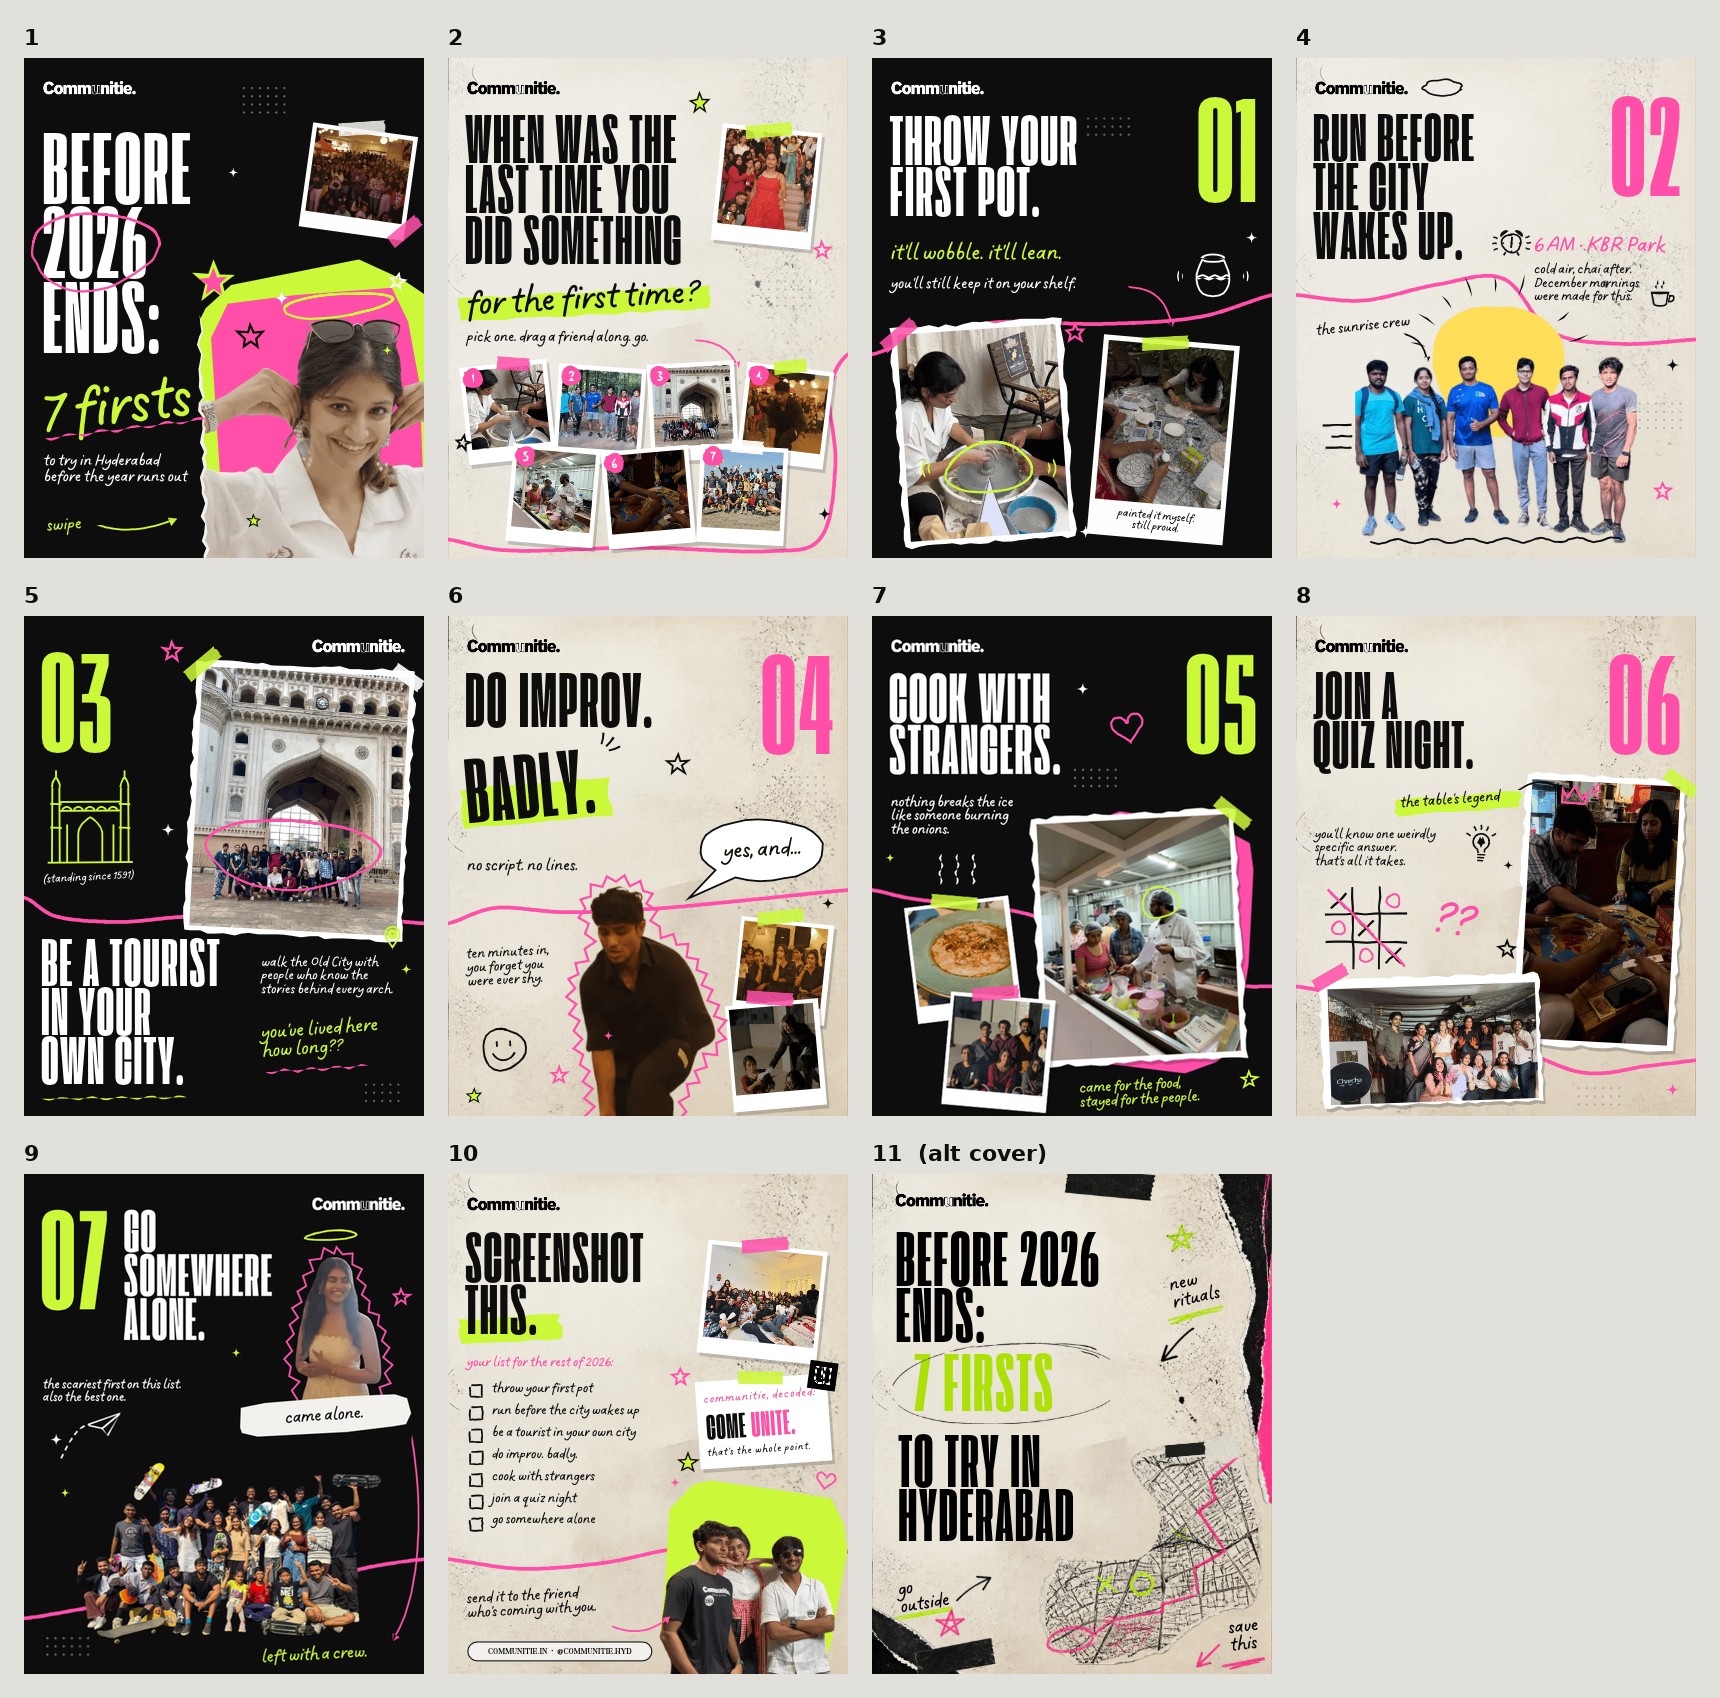 1
Communitie.
BEFORE
2026
ENDS:
7 firsts
to try in Hyderabad
before the year runs out
swipe
2
Communitie.
WHEN WAS THE
LAST TIME YOU
DID SOMETHING
for the first time?
pick one. drag a friend along. go.
1
2
3
4
5
6
7
3
Communitie.
01
THROW YOUR
FIRST POT.
it'll wobble. it'll lean.
you'll still keep it on your shelf.
painted it myself.
still proud.
4
Communitie.
02
RUN BEFORE
THE CITY
WAKES UP.
6 AM · KBR Park
cold air, chai after.
December mornings
were made for this.
the sunrise crew
5
Communitie.
03
(standing since 1591)
BE A TOURIST
IN YOUR
OWN CITY.
walk the Old City with
people who know the
stories behind every arch.
you've lived here
how long??
6
Communitie.
04
DO IMPROV.
BADLY.
yes, and...
no script. no lines.
ten minutes in,
you forget you
were ever shy.
7
Communitie.
05
COOK WITH
STRANGERS.
nothing breaks the ice
like someone burning
the onions.
came for the food,
stayed for the people.
8
Communitie.
06
JOIN A
QUIZ NIGHT.
the table's legend
you'll know one weirdly
specific answer.
that's all it takes.
??
9
Communitie.
07
GO
SOMEWHERE
ALONE.
the scariest first on this list.
also the best one.
came alone.
left with a crew.
10
Communitie.
SCREENSHOT
THIS.
your list for the rest of 2026:
throw your first pot
run before the city wakes up
be a tourist in your own city
do improv. badly.
cook with strangers
join a quiz night
go somewhere alone
communitie, decoded:
COME UNITE.
that's the whole point.
send it to the friend
who's coming with you.
COMMUNITIE.IN · @COMMUNITIE.HYD
11 (alt cover)
Communitie.
BEFORE 2026
ENDS:
7 FIRSTS
TO TRY IN
HYDERABAD
new
rituals
go
outside
save
this